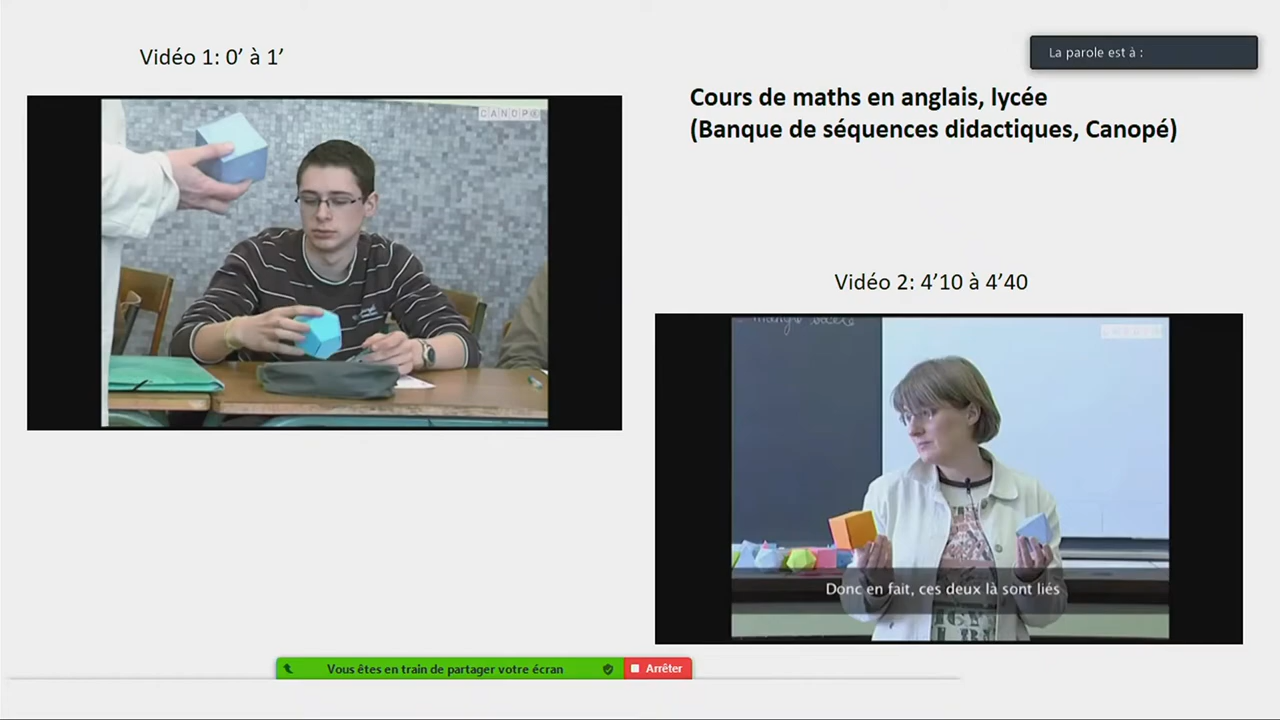 Vidéo 1: 0’ à 1’
La parole est à :
CANOPÉ
Cours de maths en anglais, lycée
(Banque de séquences didactiques, Canopé)
Vidéo 2: 4’10 à 4’40
Donc en fait, ces deux là sont liés
Vous êtes en train de partager votre écran
Arrêter